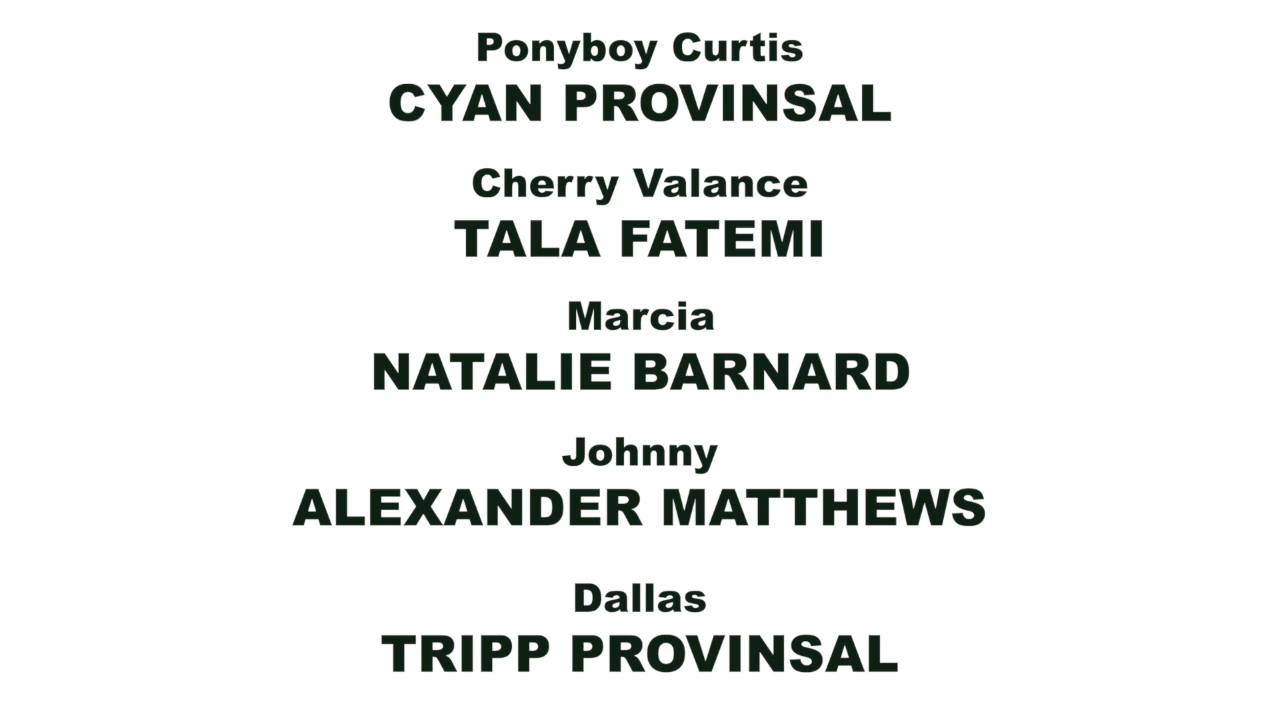 Ponyboy Curtis
CYAN PROVINSAL
Cherry Valance
TALA FATEMI
Marcia
NATALIE BARNARD
Johnny
ALEXANDER MATTHEWS
Dallas
TRIPP PROVINSAL